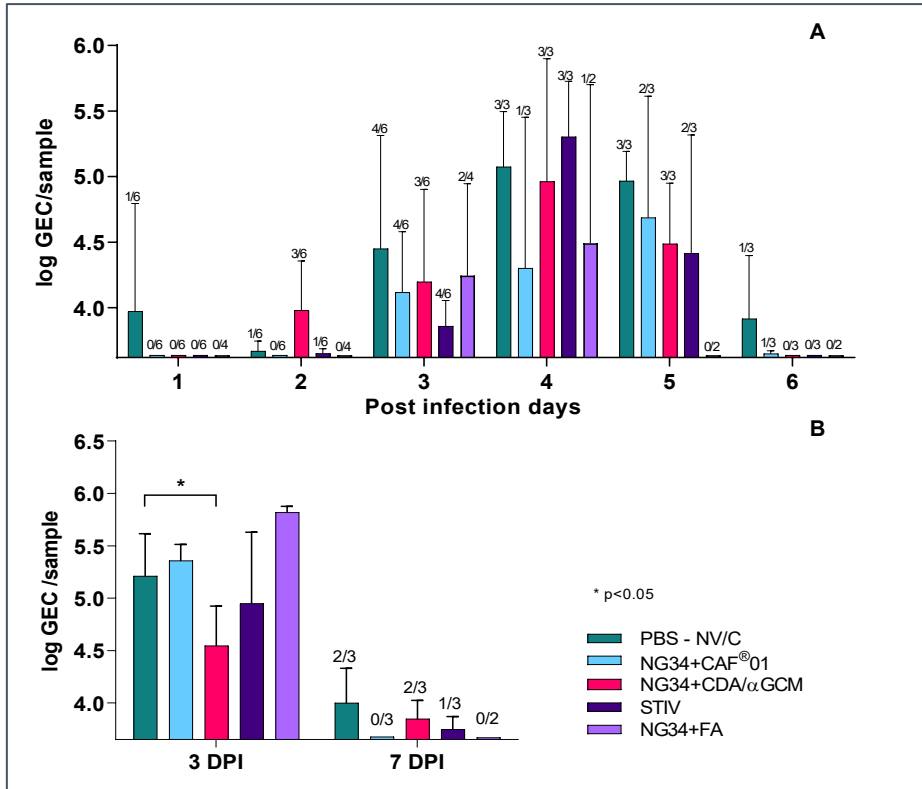 A
log GEC/sample
6.0
5.5
5.0
4.5
4.0
1/6 0/6 0/6 0/6 0/4
1/6 0/6 3/6 1/6 0/4
4/6 4/6 3/6 4/6 2/4
3/3 1/3 3/3 3/3 1/2
3/3 2/3 3/3 2/3 0/2
1/3 1/3 0/3 0/3 0/2
1 2 3 4 5 6
Post infection days
B
log GEC /sample
6.5
6.0
5.5
5.0
4.5
4.0
*
2/3 0/3 2/3 1/3 0/2
3 DPI 7 DPI
* p<0.05
PBS - NV/C
NG34+CAF®01
NG34+CDA/αGCM
STIV
NG34+FA